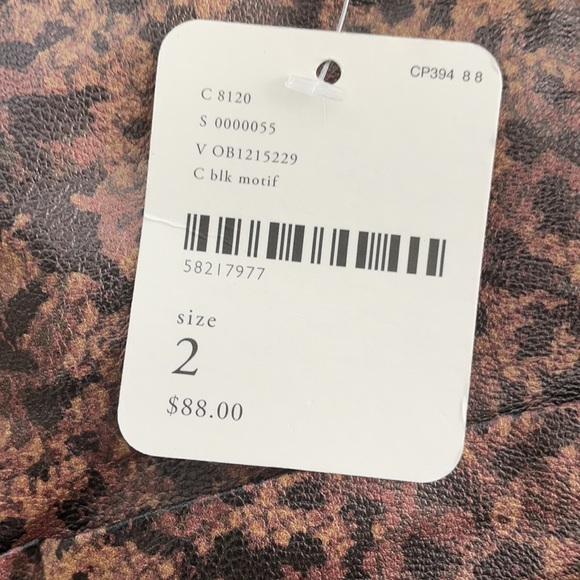 CP394 8 8
C 8120
S 0000055
V OB1215229
C blk motif
58217977
size
2
$88.00